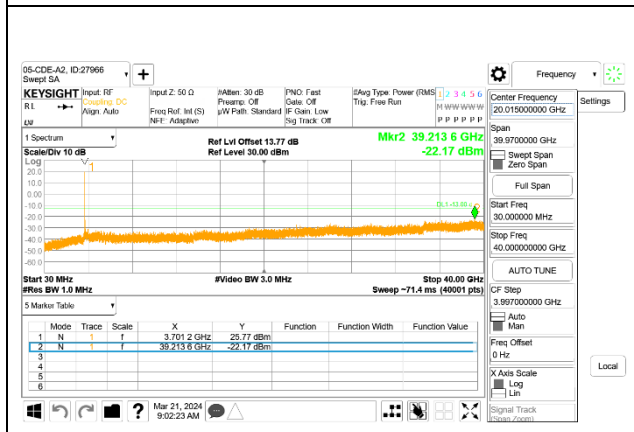 05-CDE-A2, ID:27966
Swept SA
Frequency
Settings
KEYSIGHT
RL
Input: RF
Coupling: DC
Align: Auto
Input Z: 50 Ω
Freq Ref: Int (S)
NFE: Adaptive
#Atten: 30 dB
Preamp: Off
µW Path: Standard
PNO: Fast
Gate: Off
IF Gain: Low
Sig Track: Off
#Avg Type: Power (RMS
Trig: Free Run
1 2 3 4 5 6
M W W W W W
P P P P P P
1 Spectrum
Scale/Div 10 dB
Log
Ref Lvl Offset 13.77 dB
Ref Level 30.00 dBm
Mkr2 39.213 6 GHz
-22.17 dBm
20.0
10.0
0.00
-10.0
-20.0
-30.0
-40.0
-50.0
-60.0
1
Start 30 MHz
#Res BW 1.0 MHz
#Video BW 3.0 MHz
Stop 40.00 GHz
Sweep ~71.4 ms (40001 pts)
5 Marker Table
Mode Trace Scale X Y Function Function Width Function Value
1 N 1 f 3.701 2 GHz 25.77 dBm
2 N 1 f 39.213 6 GHz -22.17 dBm
3
4
5
6
Mar 21, 2024
9:02:23 AM
Center Frequency
20.015000000 GHz
Span
39.9700000 GHz
Swept Span
Zero Span
Full Span
Start Freq
30.000000 MHz
Stop Freq
40.000000000 GHz
AUTO TUNE
CF Step
3.997000000 GHz
Auto
Man
Freq Offset
0 Hz
X Axis Scale
Log
Lin
Signal Track
(Span Zoom)
Local